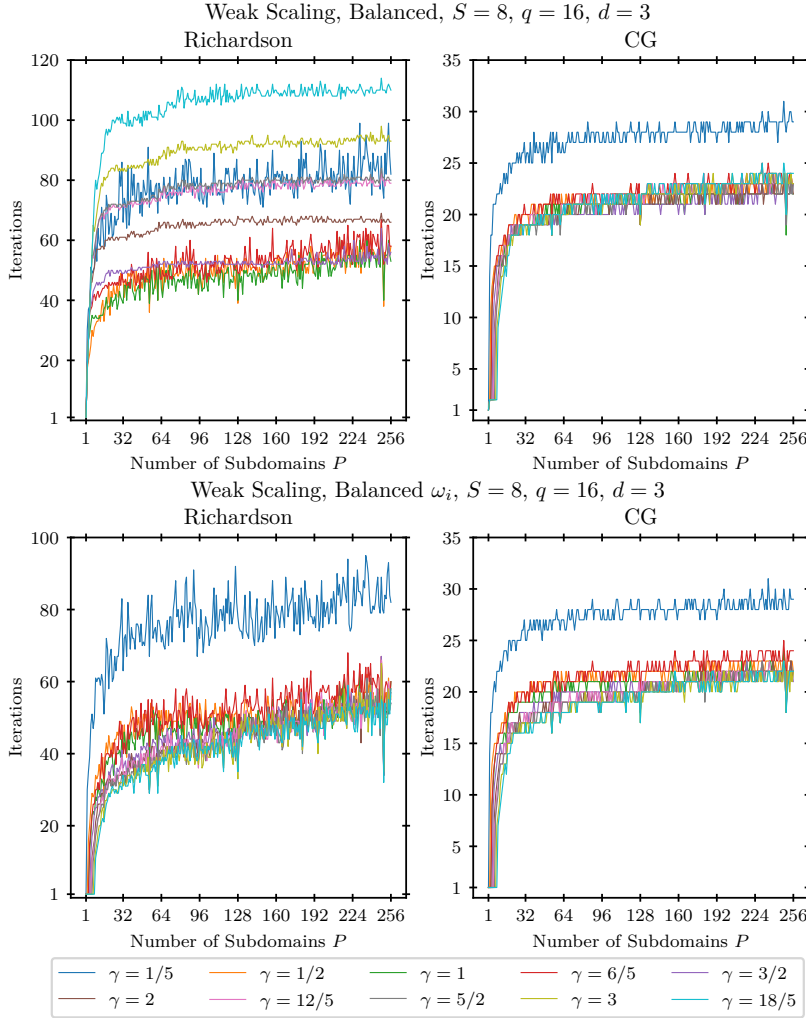 Weak Scaling, Balanced, S = 8, q = 16, d = 3
Richardson
CG
120
100
80
60
40
20
1
Iterations
1 32 64 96 128 160 192 224 256
Number of Subdomains P
35
30
25
20
15
10
5
1
Iterations
1 32 64 96 128 160 192 224 256
Number of Subdomains P
Weak Scaling, Balanced ωᵢ, S = 8, q = 16, d = 3
Richardson
CG
100
80
60
40
20
1
Iterations
1 32 64 96 128 160 192 224 256
Number of Subdomains P
35
30
25
20
15
10
5
1
Iterations
1 32 64 96 128 160 192 224 256
Number of Subdomains P
γ = 1/5 γ = 1/2 γ = 1 γ = 6/5 γ = 3/2
γ = 2 γ = 12/5 γ = 5/2 γ = 3 γ = 18/5